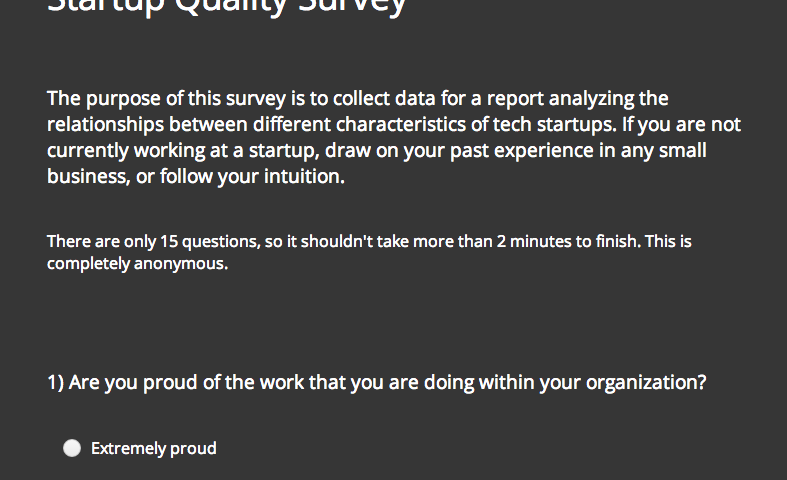 Startup Quality Survey
The purpose of this survey is to collect data for a report analyzing the
relationships between different characteristics of tech startups. If you are not
currently working at a startup, draw on your past experience in any small
business, or follow your intuition.
There are only 15 questions, so it shouldn't take more than 2 minutes to finish. This is
completely anonymous.
1) Are you proud of the work that you are doing within your organization?
Extremely proud